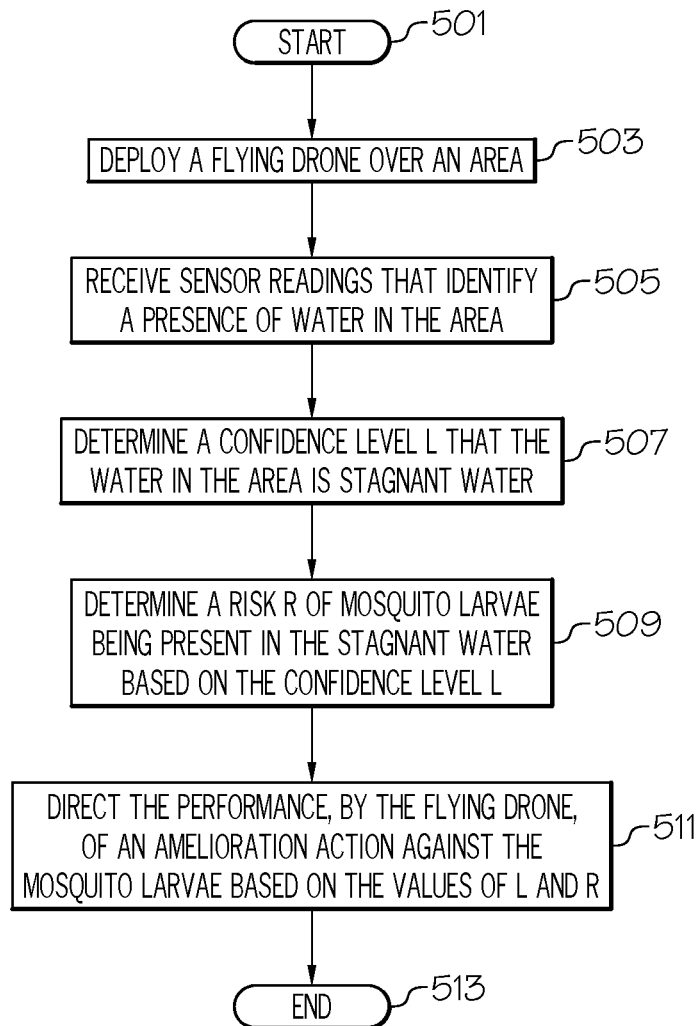 START
501
DEPLOY A FLYING DRONE OVER AN AREA
503
RECEIVE SENSOR READINGS THAT IDENTIFY
A PRESENCE OF WATER IN THE AREA
505
DETERMINE A CONFIDENCE LEVEL L THAT THE
WATER IN THE AREA IS STAGNANT WATER
507
DETERMINE A RISK R OF MOSQUITO LARVAE
BEING PRESENT IN THE STAGNANT WATER
BASED ON THE CONFIDENCE LEVEL L
509
DIRECT THE PERFORMANCE, BY THE FLYING DRONE,
OF AN AMELIORATION ACTION AGAINST THE
MOSQUITO LARVAE BASED ON THE VALUES OF L AND R
511
END
513